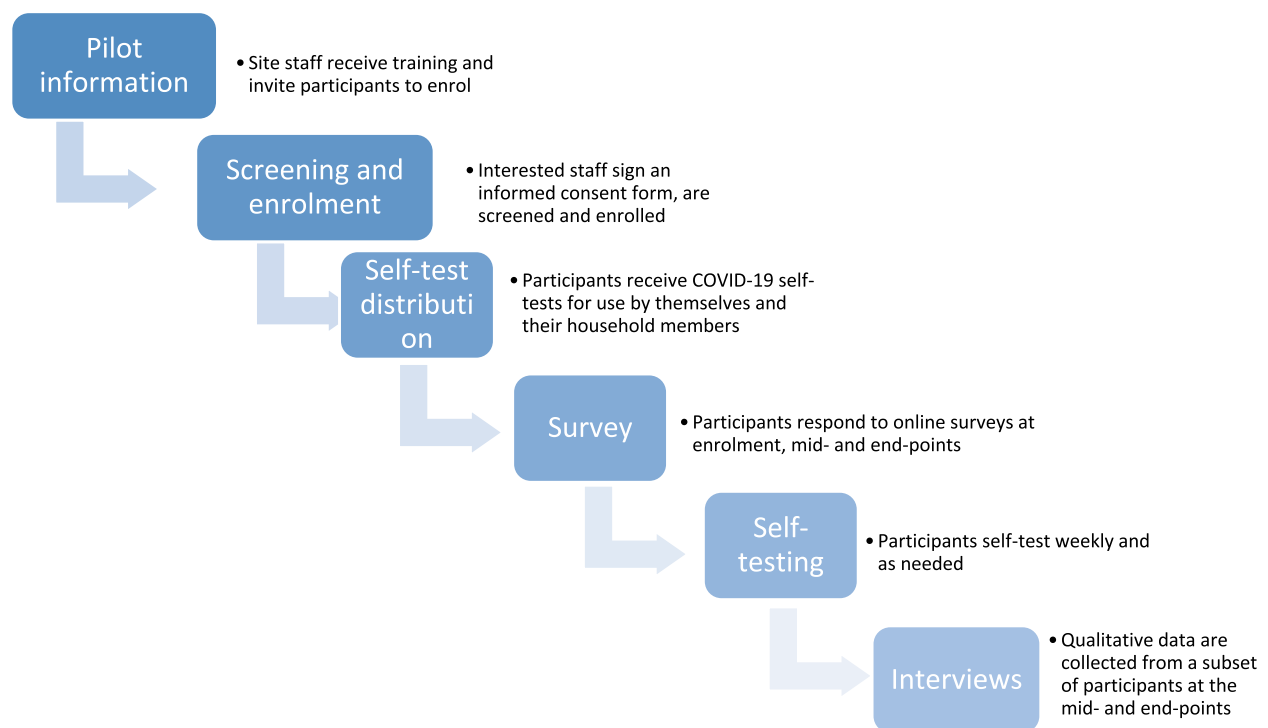 Pilot
information
• Site staff receive training and
invite participants to enrol
Screening and
enrolment
• Interested staff sign an
informed consent form, are
screened and enrolled
Self-test
distributi
on
• Participants receive COVID-19 self-
tests for use by themselves and
their household members
Survey
• Participants respond to online surveys at
enrolment, mid- and end-points
Self-
testing
• Participants self-test weekly and
as needed
Interviews
• Qualitative data are
collected from a subset
of participants at the
mid- and end-points